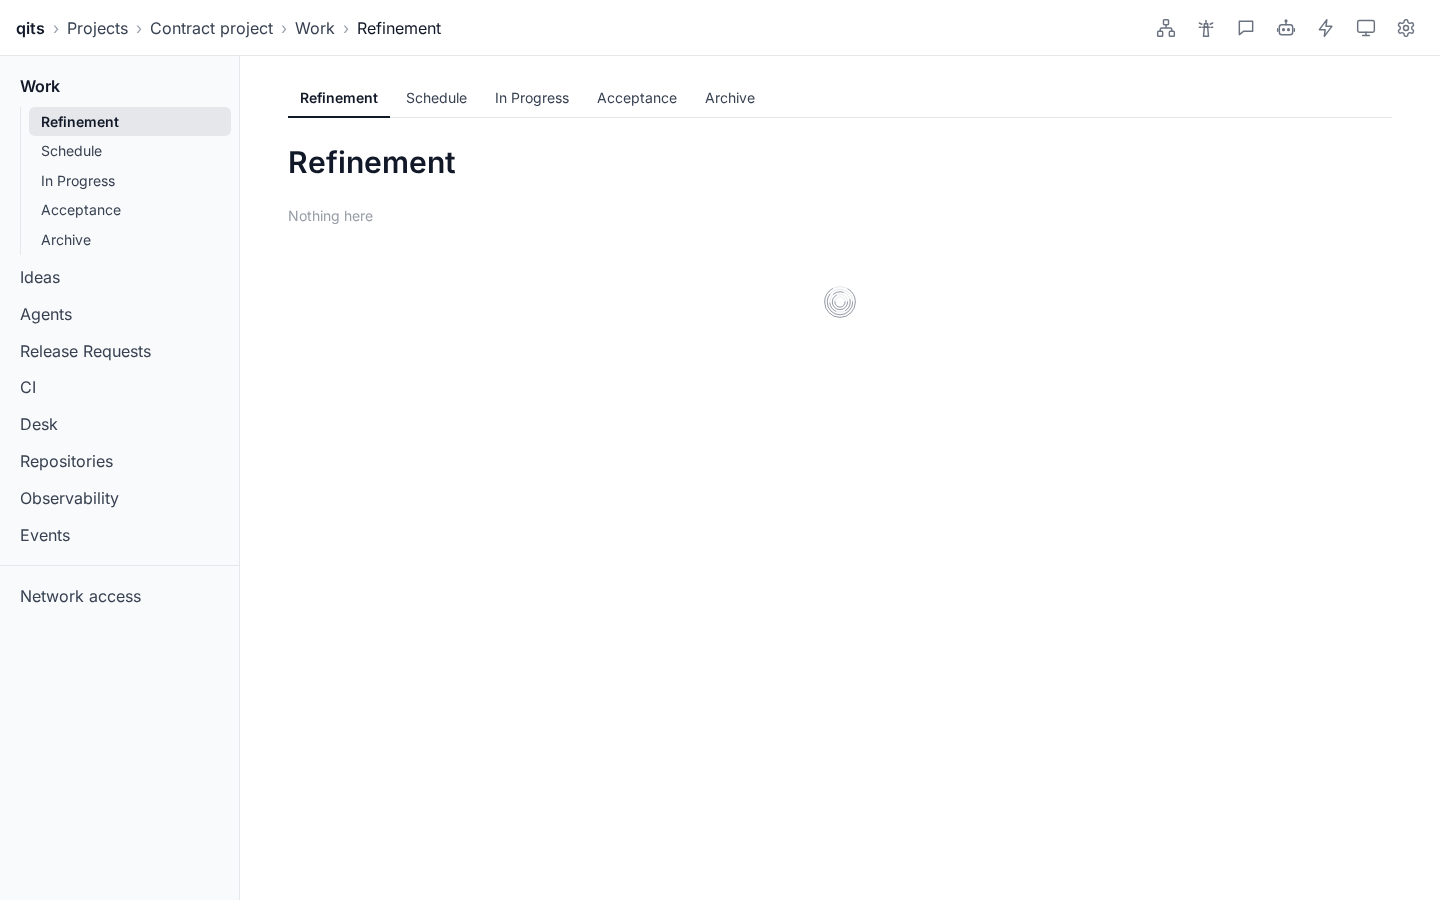 qits › Projects › Contract project › Work › Refinement
Work
Refinement
Schedule
In Progress
Acceptance
Archive
Ideas
Agents
Release Requests
CI
Desk
Repositories
Observability
Events
Network access
Refinement Schedule In Progress Acceptance Archive
Refinement
Nothing here